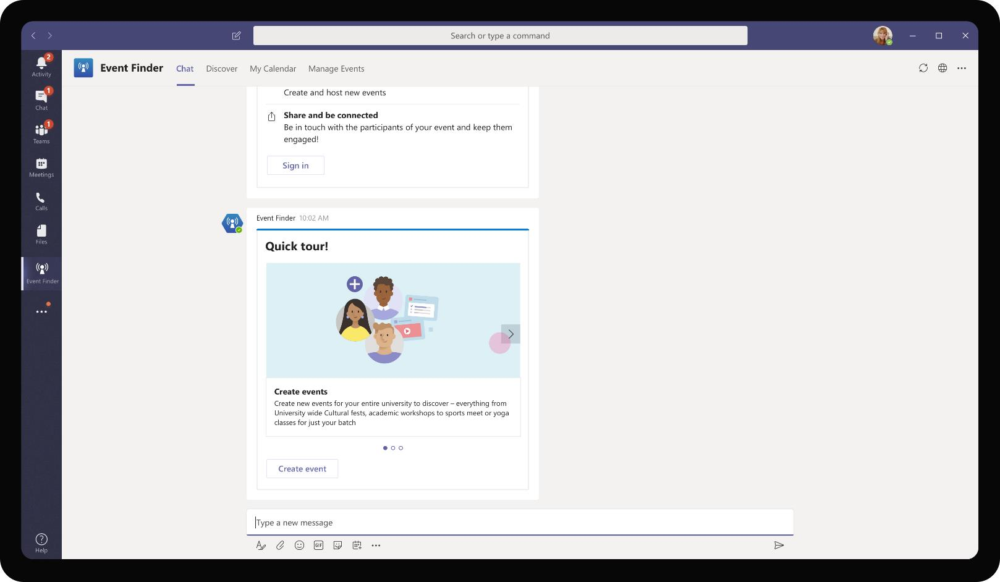 Search or type a command
2
Activity
1
Chat
1
Teams
Meetings
Calls
Files
Event Finder
Help
Event Finder
Chat
Discover
My Calendar
Manage Events
Create and host new events
Share and be connected
Be in touch with the participants of your event and keep them
engaged!
Sign in
Event Finder 10:02 AM
Quick tour!
Create events
Create new events for your entire university to discover – everything from
University wide Cultural fests, academic workshops to sports meet or yoga
classes for just your batch
Create event
Type a new message
GIF